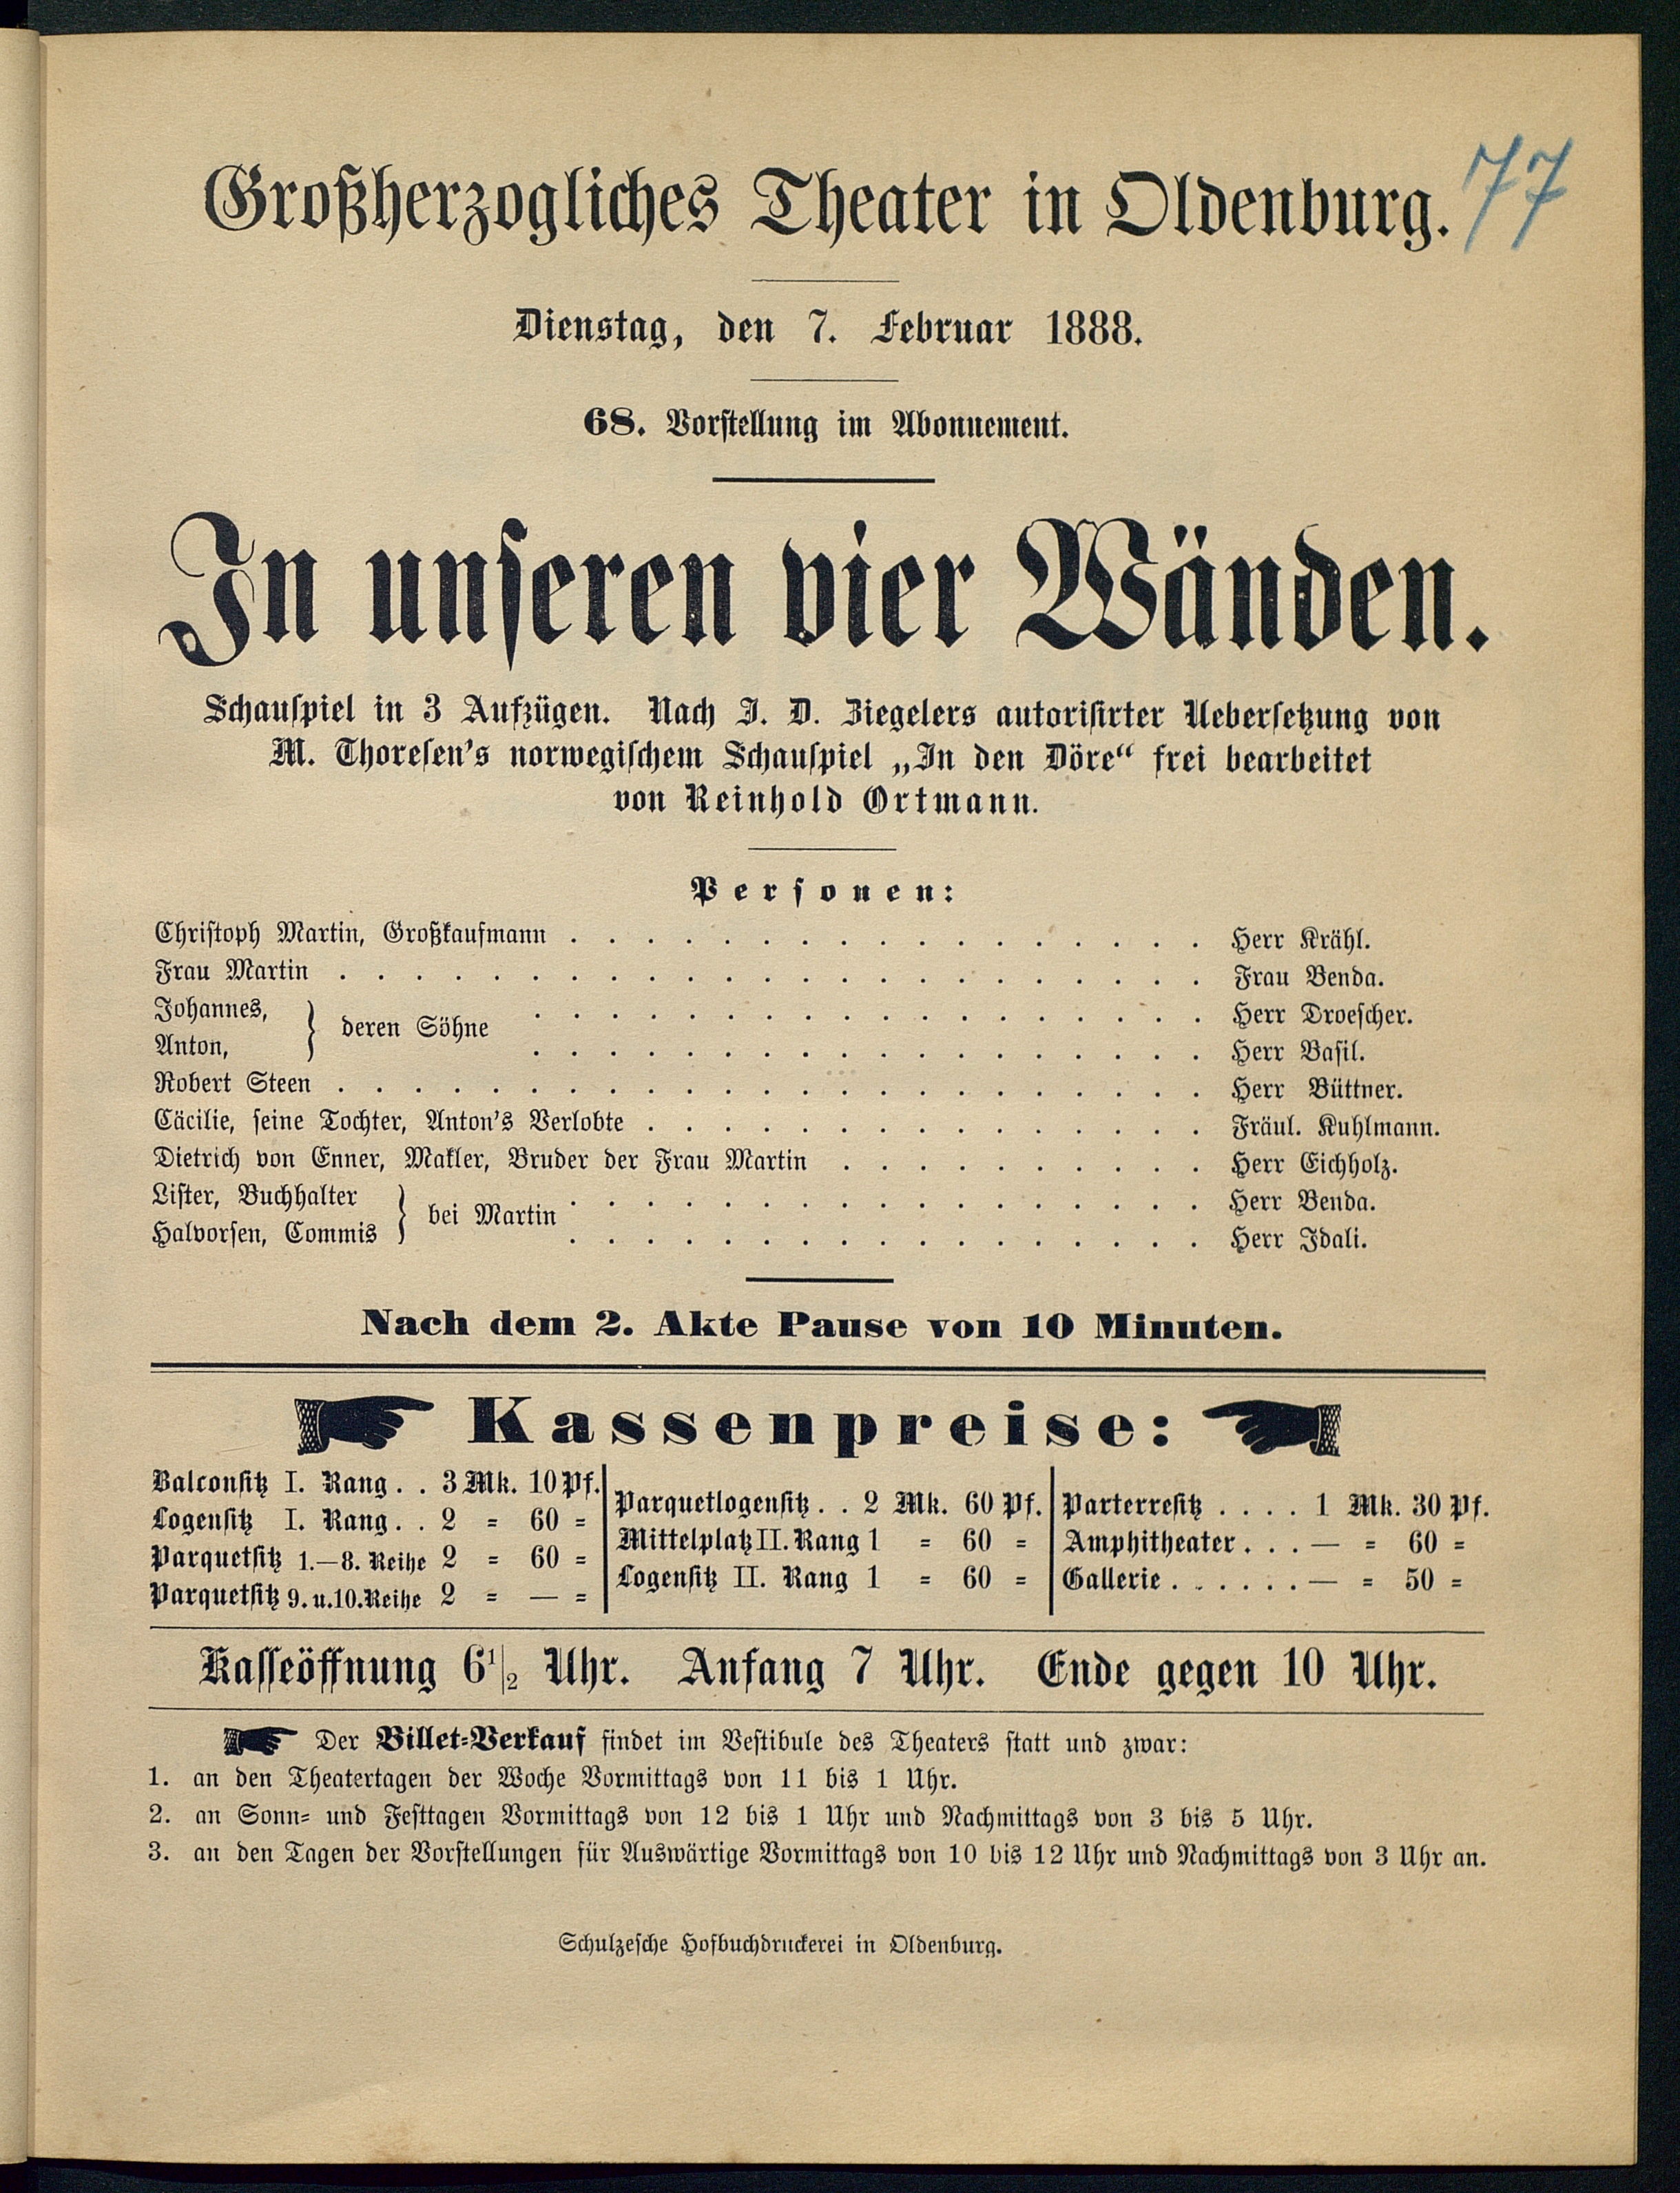 Großherzogliches Theater in Oldenburg.
77
Dienstag, den 7. Februar 1888.
68. Vorstellung im Abonnement.
In unseren vier Wänden.
Schauspiel in 3 Aufzügen. Nach J. D. Ziegelers autorisirter Uebersetzung von
M. Thoresen's norwegischem Schauspiel „In den Döre“ frei bearbeitet
von Reinhold Ortmann.
Personen:
Christoph Martin, Großkaufmann . . . . . . . . . . . . . . . . . Herr Krähl.
Frau Martin . . . . . . . . . . . . . . . . . . . . . . . Frau Benda.
Johannes, } deren Söhne . . . . . . . . . . . . . . . . . . Herr Droescher.
Anton, . . . . . . . . . . . . . . . . . . Herr Basil.
Robert Steen . . . . . . . . . . . . . . . . . . . . . . . Herr Büttner.
Cäcilie, seine Tochter, Anton's Verlobte . . . . . . . . . . . . . . . Fräul. Kuhlmann.
Dietrich von Enner, Makler, Bruder der Frau Martin . . . . . . . . . . Herr Eichholz.
Lister, Buchhalter } bei Martin . . . . . . . . . . . . . . . . . Herr Benda.
Halvorsen, Commis . . . . . . . . . . . . . . . . . Herr Idali.
Nach dem 2. Akte Pause von 10 Minuten.
Kassenpreise:
Balconsitz I. Rang . . 3 Mk. 10 Pf.
Logensitz I. Rang . . 2 = 60 =
Parquetsitz 1.—8. Reihe 2 = 60 =
Parquetsitz 9. u. 10. Reihe 2 = — =
Parquetlogensitz . . 2 Mk. 60 Pf.
Mittelplatz II. Rang 1 = 60 =
Logensitz II. Rang 1 = 60 =
Parterresitz . . . . 1 Mk. 30 Pf.
Amphitheater . . . — = 60 =
Gallerie . . . . . . — = 50 =
Kasseöffnung 6 1/2 Uhr. Anfang 7 Uhr. Ende gegen 10 Uhr.
Der Billet=Verkauf findet im Vestibule des Theaters statt und zwar:
1. an den Theatertagen der Woche Vormittags von 11 bis 1 Uhr.
2. an Sonn= und Festtagen Vormittags von 12 bis 1 Uhr und Nachmittags von 3 bis 5 Uhr.
3. an den Tagen der Vorstellungen für Auswärtige Vormittags von 10 bis 12 Uhr und Nachmittags von 3 Uhr an.
Schulzesche Hofbuchdruckerei in Oldenburg.